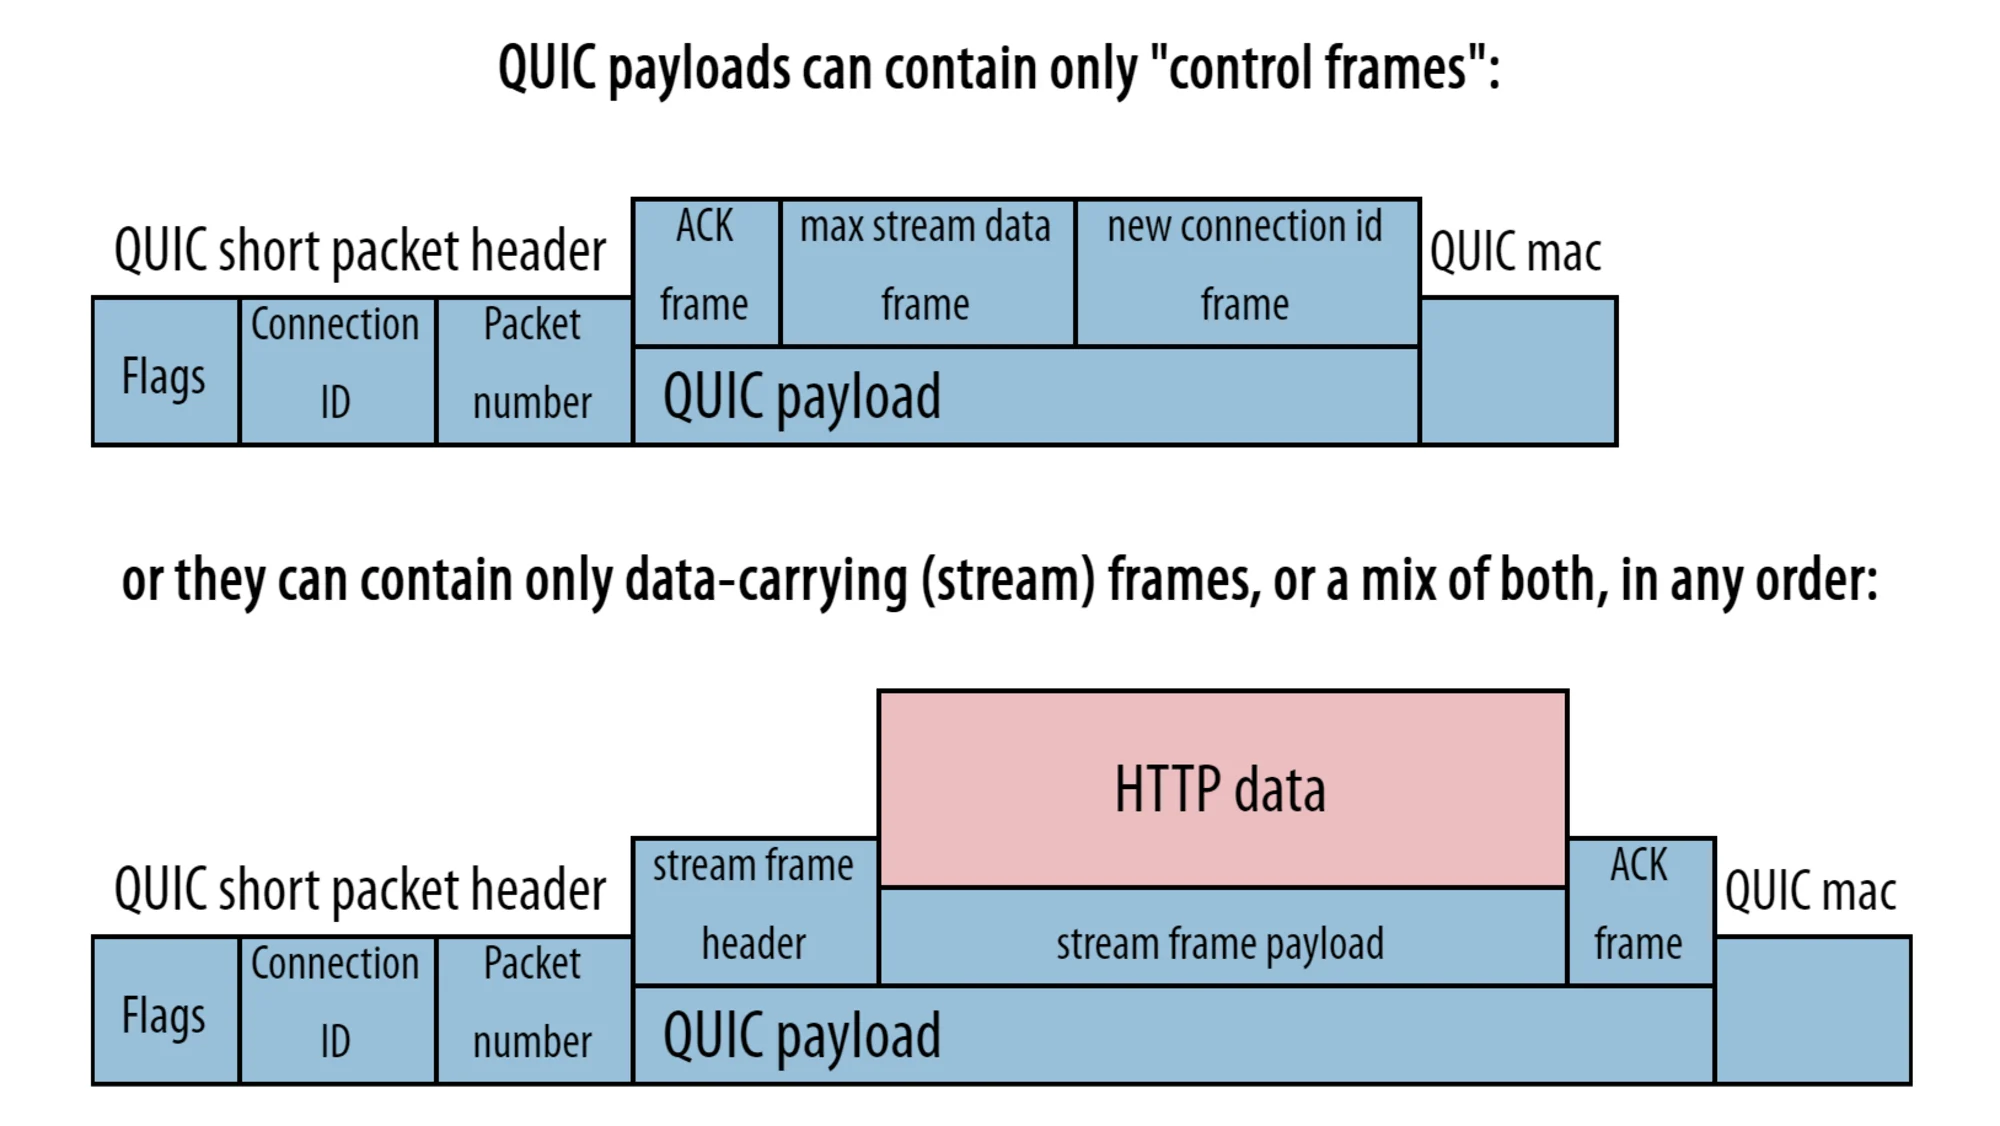 QUIC payloads can contain only "control frames":
QUIC short packet header
ACK
frame
max stream data
frame
new connection id
frame
QUIC mac
Flags
Connection
ID
Packet
number
QUIC payload
or they can contain only data-carrying (stream) frames, or a mix of both, in any order:
HTTP data
QUIC short packet header
stream frame
header
stream frame payload
ACK
frame
QUIC mac
Flags
Connection
ID
Packet
number
QUIC payload